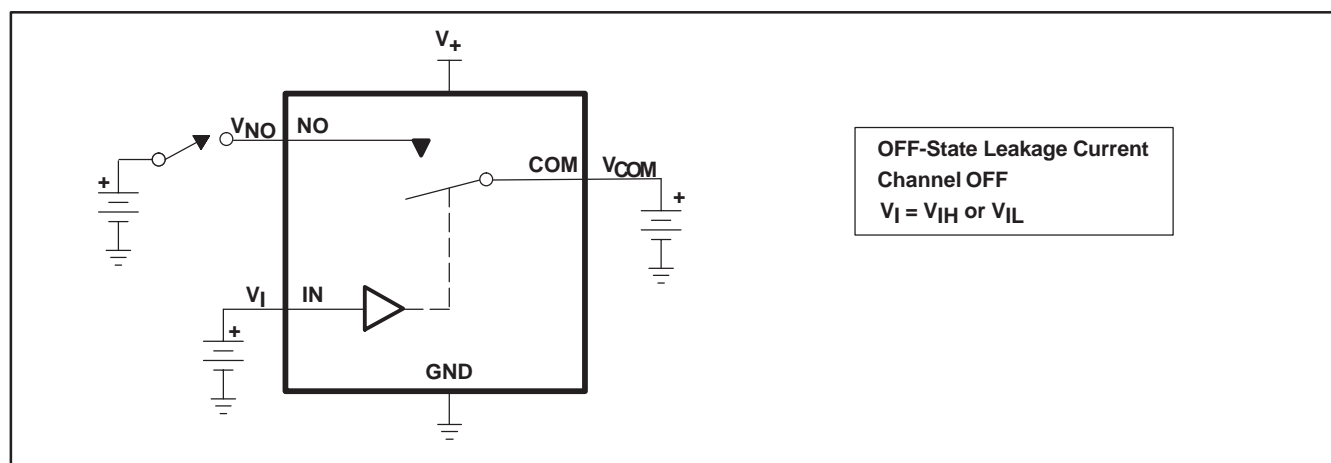 V+
VNO NO
COM VCOM
+
+
VI IN
+
GND
OFF-State Leakage Current
Channel OFF
VI = VIH or VIL